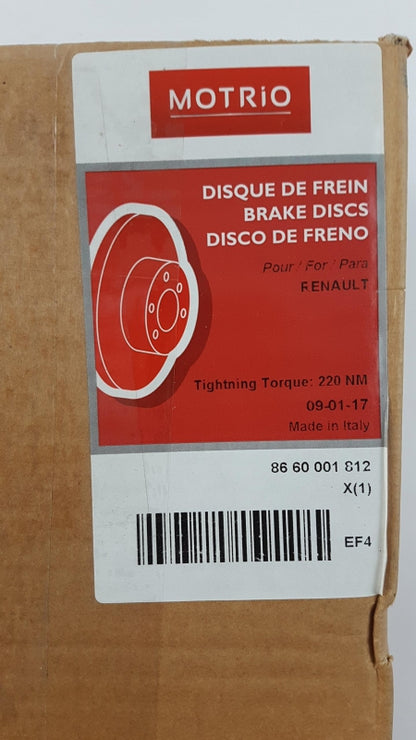 MOTRiO
DISQUE DE FREIN
BRAKE DISCS
DISCO DE FRENO
Pour / For / Para
RENAULT
Tightning Torque: 220 NM
09-01-17
Made in Italy
86 60 001 812
X(1)
EF4